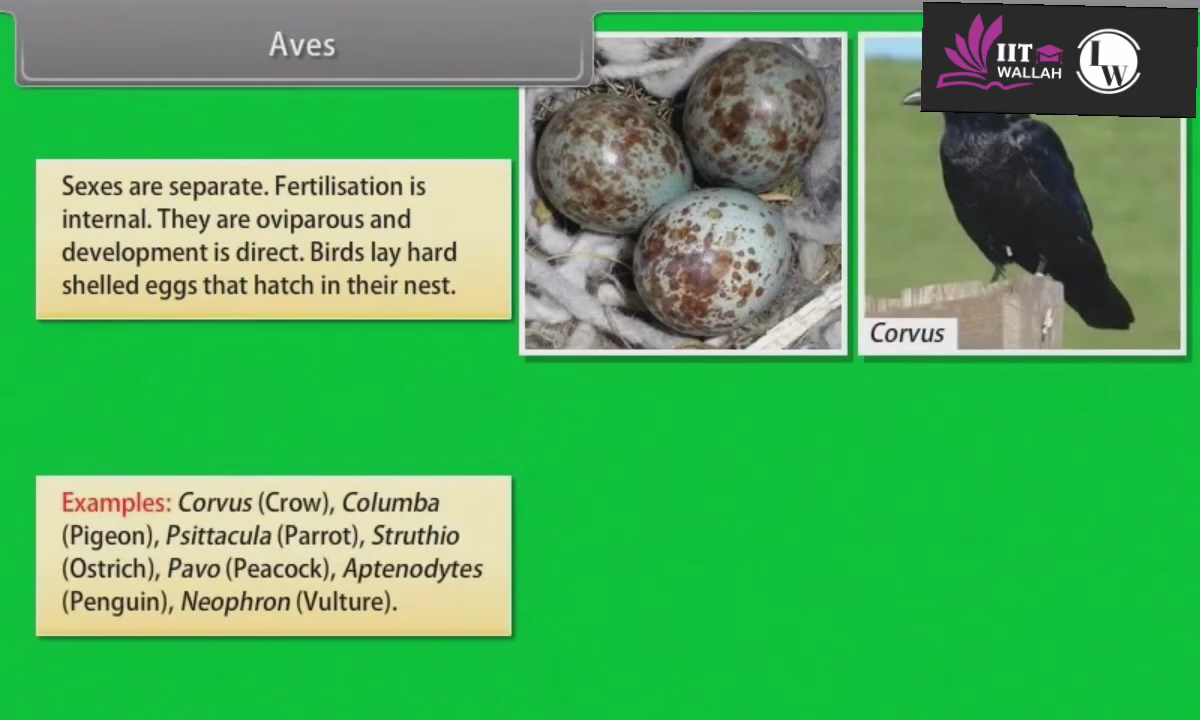 Aves
IIT
WALLAH
LW
Sexes are separate. Fertilisation is
internal. They are oviparous and
development is direct. Birds lay hard
shelled eggs that hatch in their nest.
Corvus
Examples: Corvus (Crow), Columba
(Pigeon), Psittacula (Parrot), Struthio
(Ostrich), Pavo (Peacock), Aptenodytes
(Penguin), Neophron (Vulture).